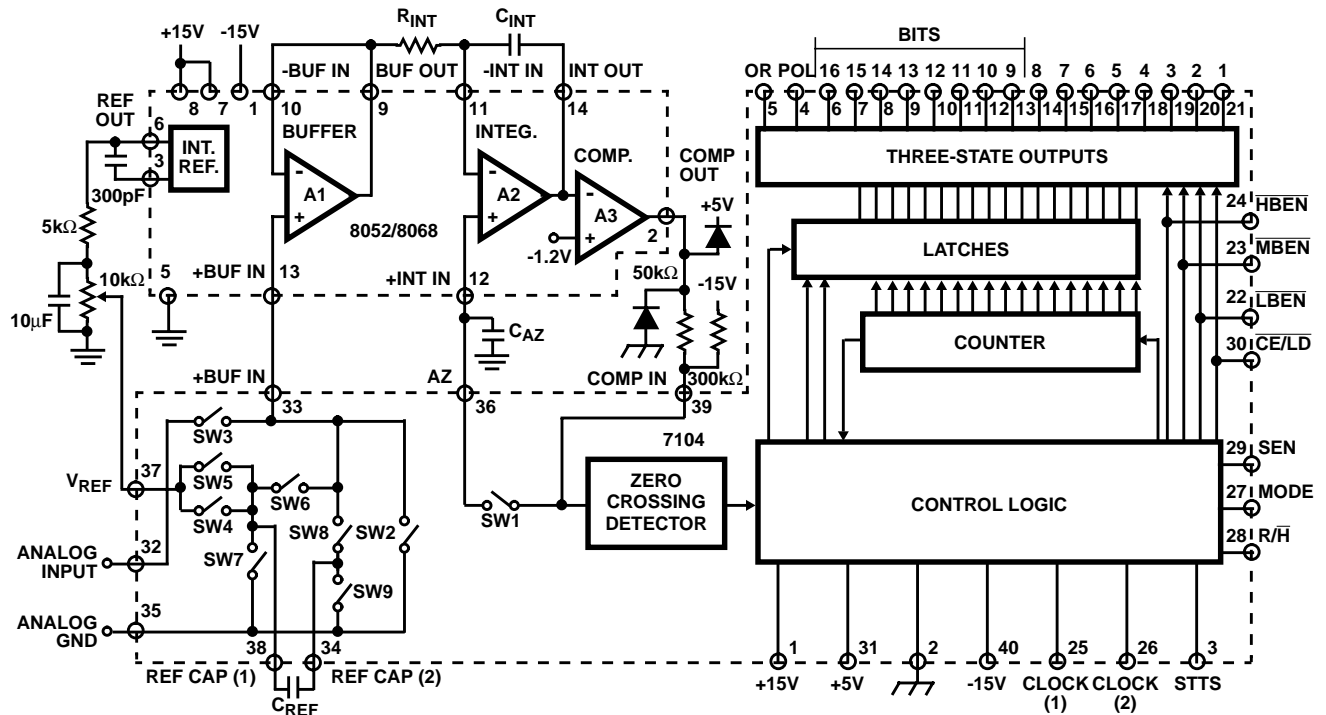 +15V
-15V
R_INT
C_INT
BITS
-BUF IN
BUF OUT
-INT IN
INT OUT
OR POL 16 15 14 13 12 11 10 9 8 7 6 5 4 3 2 1
8
7
1
10
9
11
14
5 4 6 7 8 9 10 11 12 13 14 15 16 17 18 19 20 21
REF
OUT
6
3
INT.
REF.
BUFFER
INTEG.
COMP.
COMP
OUT
THREE-STATE OUTPUTS
300pF
-
A1
+
-
A2
+
-
A3
+
2
+5V
24
HBEN
5kΩ
8052/8068
-1.2V
LATCHES
23
MBEN
10kΩ
5
+BUF IN
13
+INT IN
12
50kΩ
-15V
22
LBEN
10µF
C_AZ
COUNTER
30
CE/LD
+BUF IN
AZ
COMP IN
300kΩ
33
36
39
SW3
7104
37
V_REF
SW5
SW6
SW4
SW1
ZERO
CROSSING
DETECTOR
CONTROL LOGIC
29
SEN
27
MODE
28
R/H
SW8
SW2
SW7
32
ANALOG
INPUT
SW9
35
ANALOG
GND
38
34
REF CAP (1)
REF CAP (2)
C_REF
1
31
2
40
25
26
3
+15V
+5V
-15V
CLOCK
(1)
CLOCK
(2)
STTS